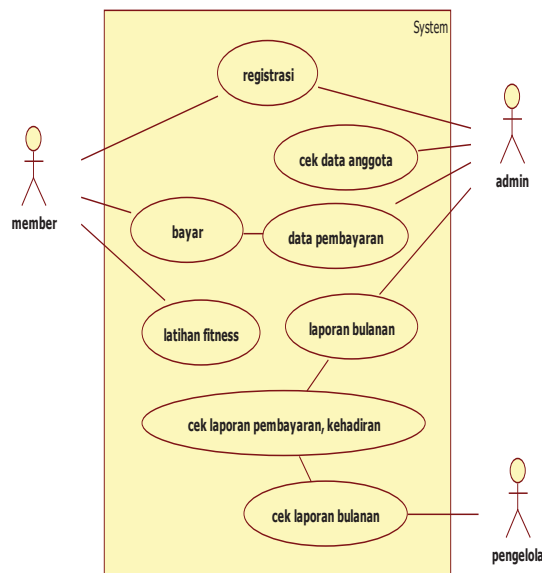 System
registrasi
cek data anggota
member
admin
bayar
data pembayaran
latihan fitness
laporan bulanan
cek laporan pembayaran, kehadiran
cek laporan bulanan
pengelola